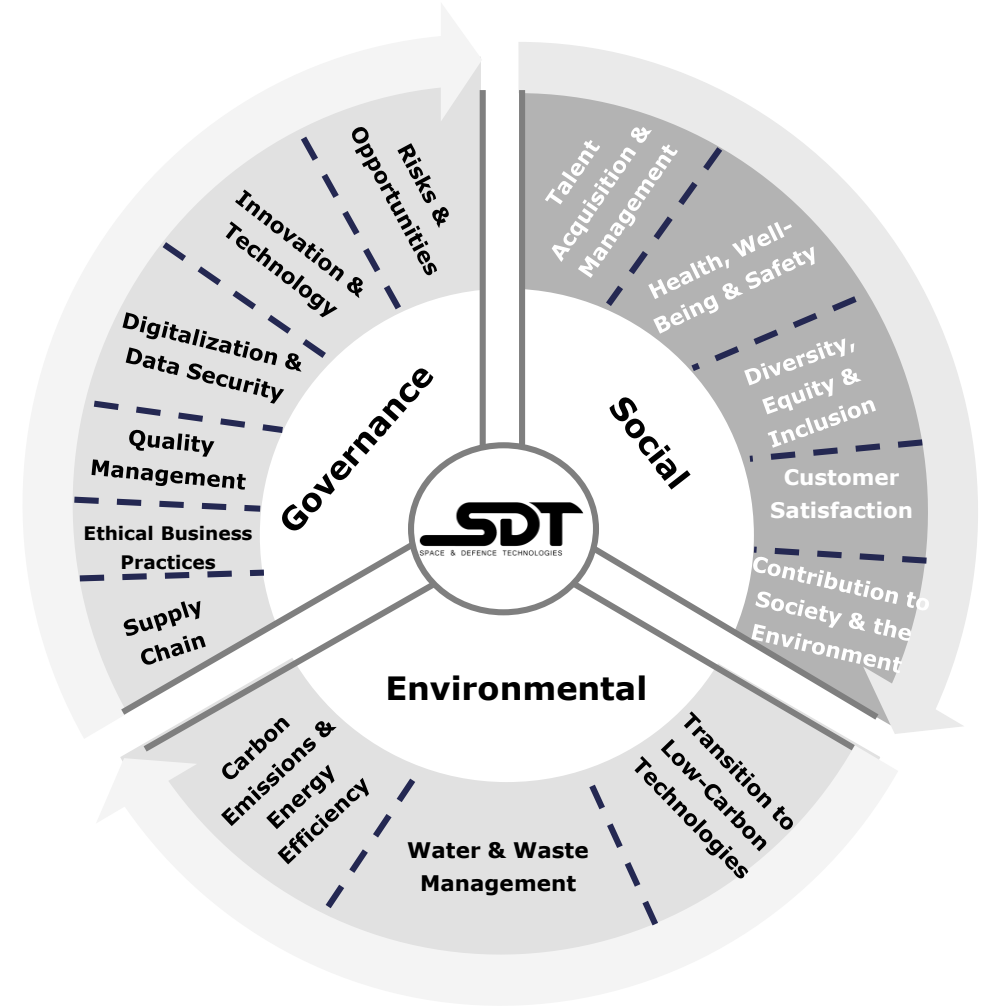 Risks &
Opportunities
Innovation &
Technology
Digitalization &
Data Security
Quality
Management
Ethical Business
Practices
Supply
Chain
Governance
Talent
Acquisition &
Management
Health, Well-
Being & Safety
Diversity,
Equity &
Inclusion
Customer
Satisfaction
Contribution to
Society & the
Environment
Social
SDT
SPACE & DEFENCE TECHNOLOGIES
Environmental
Carbon
Emissions &
Energy
Efficiency
Water & Waste
Management
Transition to
Low-Carbon
Technologies